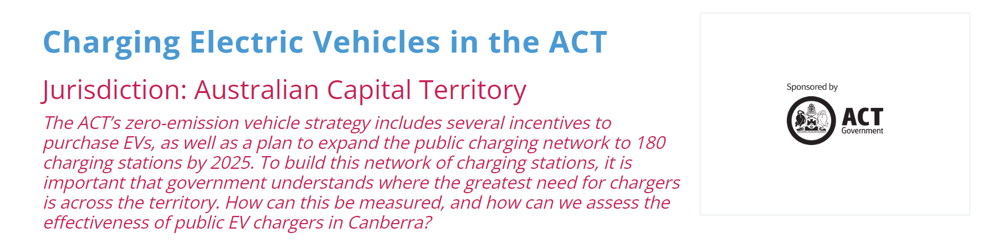 Charging Electric Vehicles in the ACT
Jurisdiction: Australian Capital Territory
The ACT’s zero-emission vehicle strategy includes several incentives to
purchase EVs, as well as a plan to expand the public charging network to 180
charging stations by 2025. To build this network of charging stations, it is
important that government understands where the greatest need for chargers
is across the territory. How can this be measured, and how can we assess the
effectiveness of public EV chargers in Canberra?
Sponsored by
ACT
Government